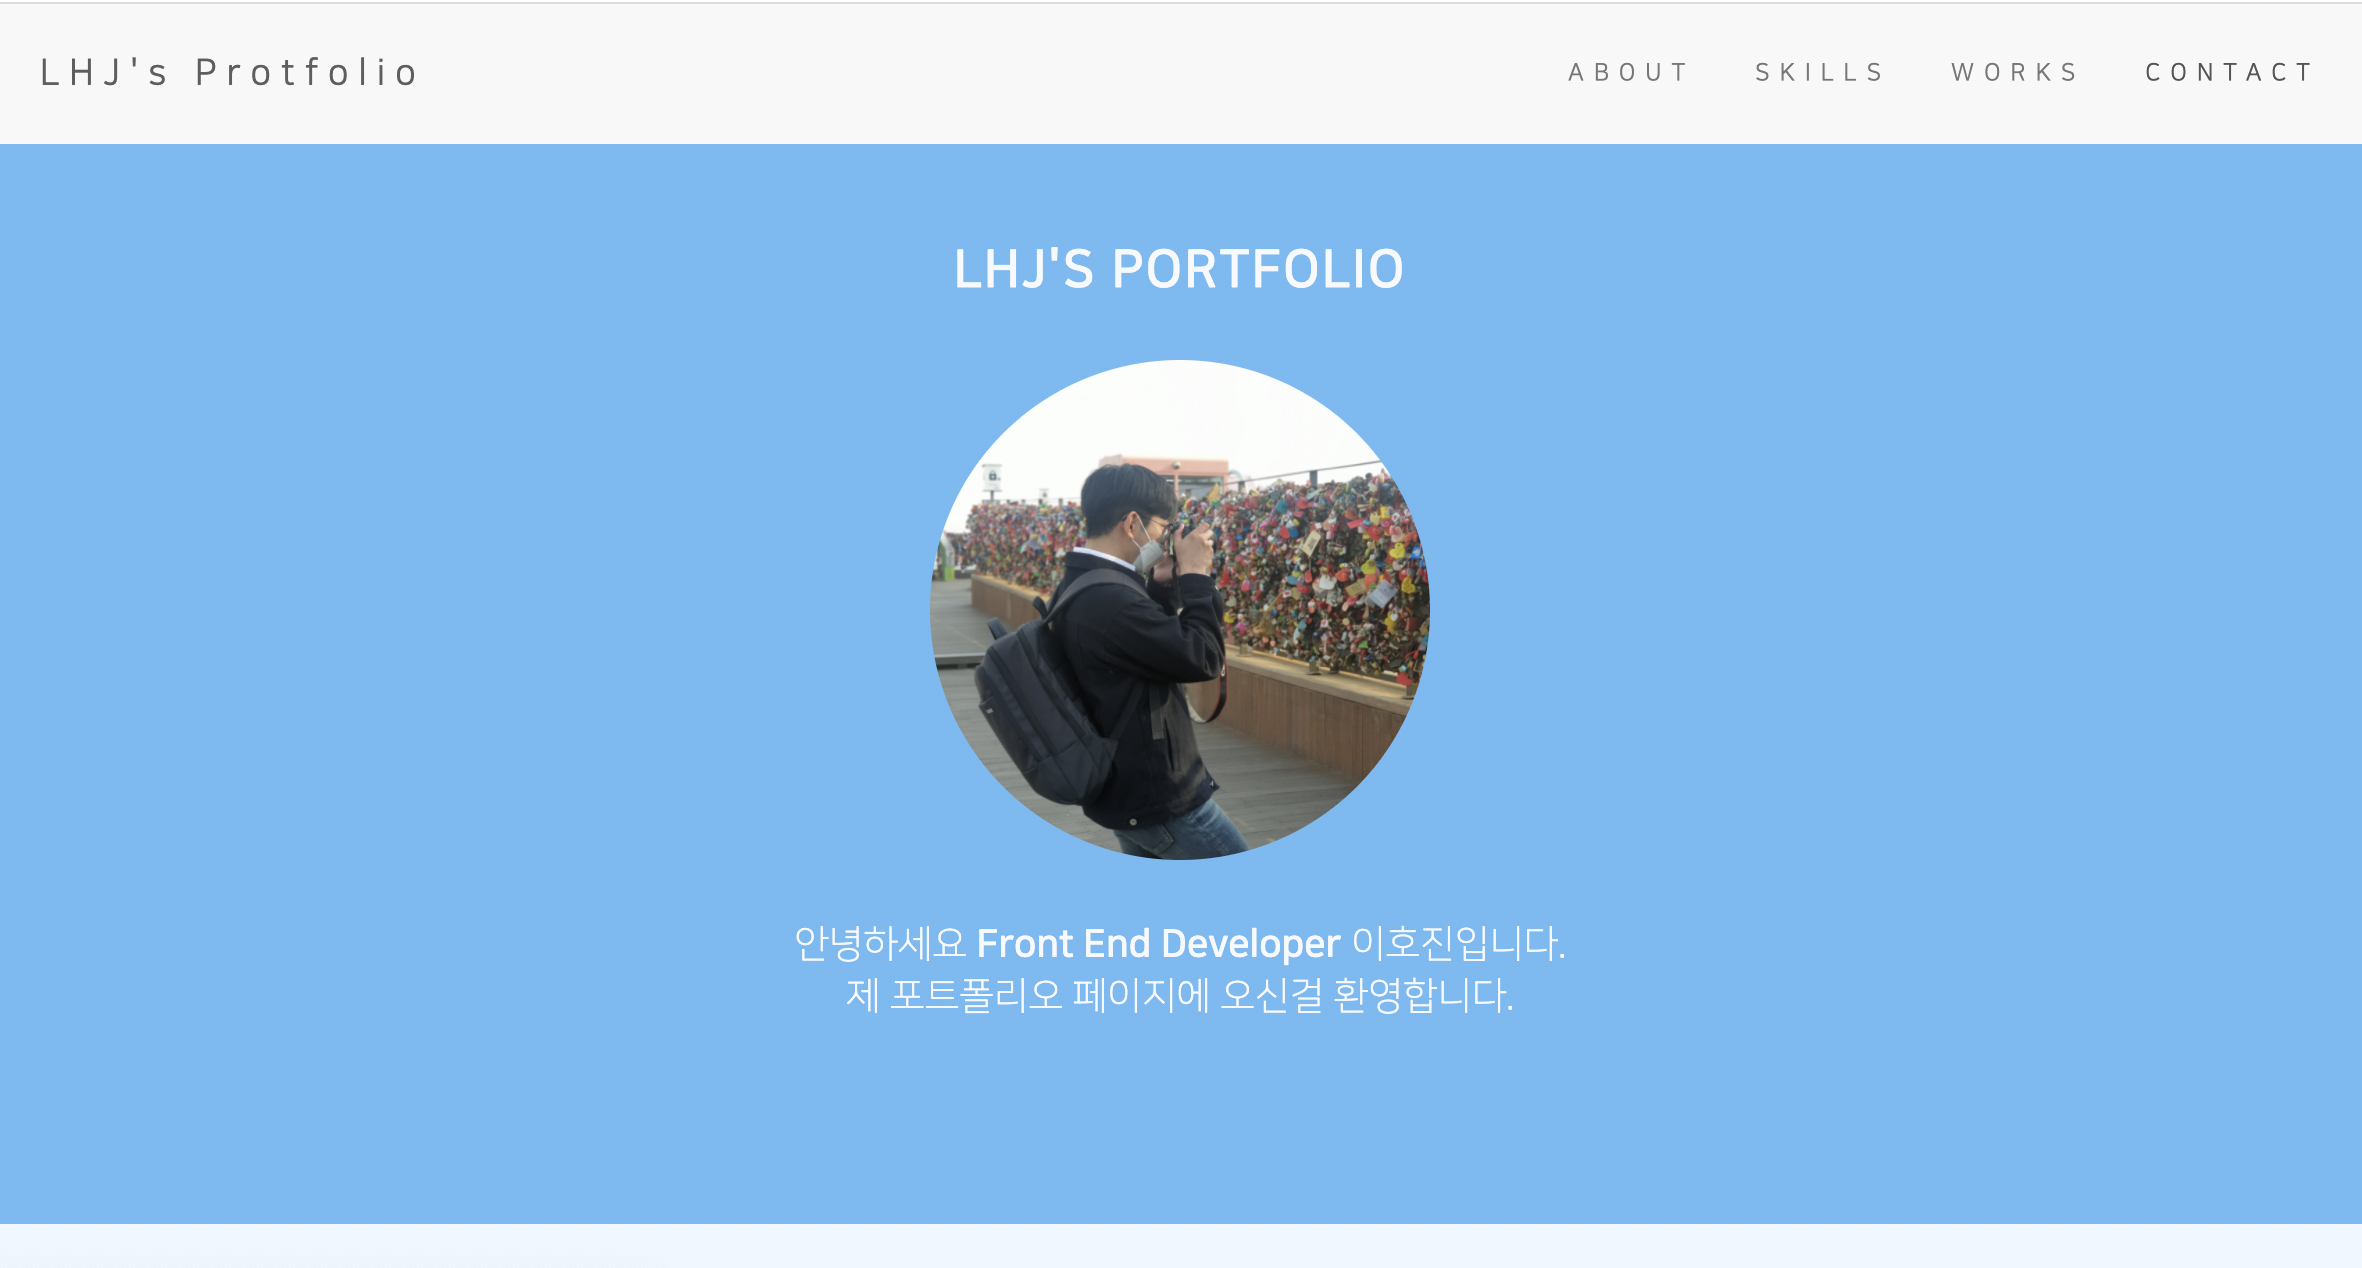 LHJ's Protfolio
ABOUT SKILLS WORKS CONTACT
LHJ'S PORTFOLIO
안녕하세요 Front End Developer 이호진입니다.
제 포트폴리오 페이지에 오신걸 환영합니다.